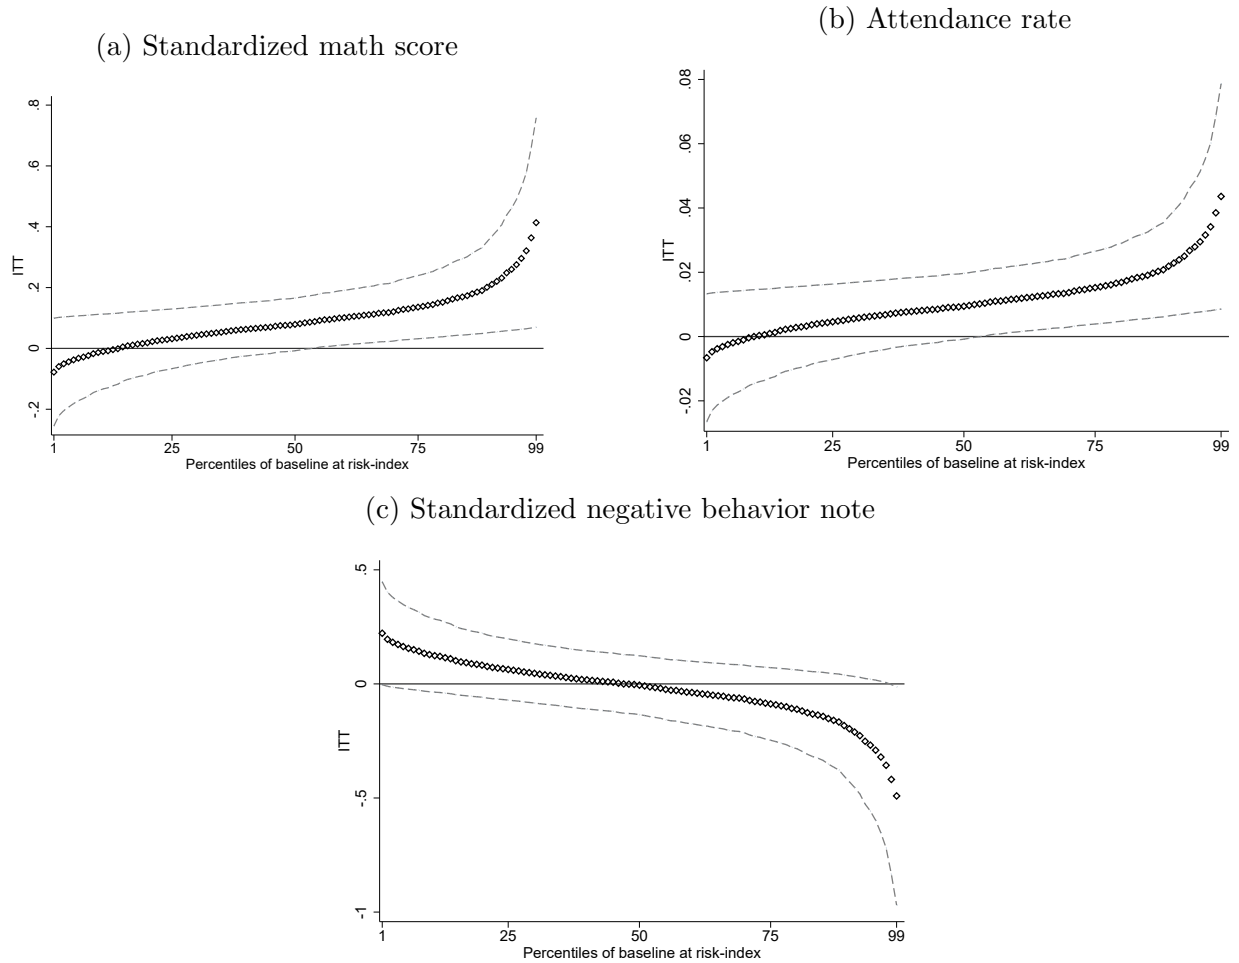 (a) Standardized math score
ITT
.8
.6
.4
.2
0
-.2
1 25 50 75 99
Percentiles of baseline at risk-index
(b) Attendance rate
ITT
.08
.06
.04
.02
0
-.02
1 25 50 75 99
Percentiles of baseline at risk-index
(c) Standardized negative behavior note
ITT
.5
0
-.5
-1
1 25 50 75 99
Percentiles of baseline at risk-index